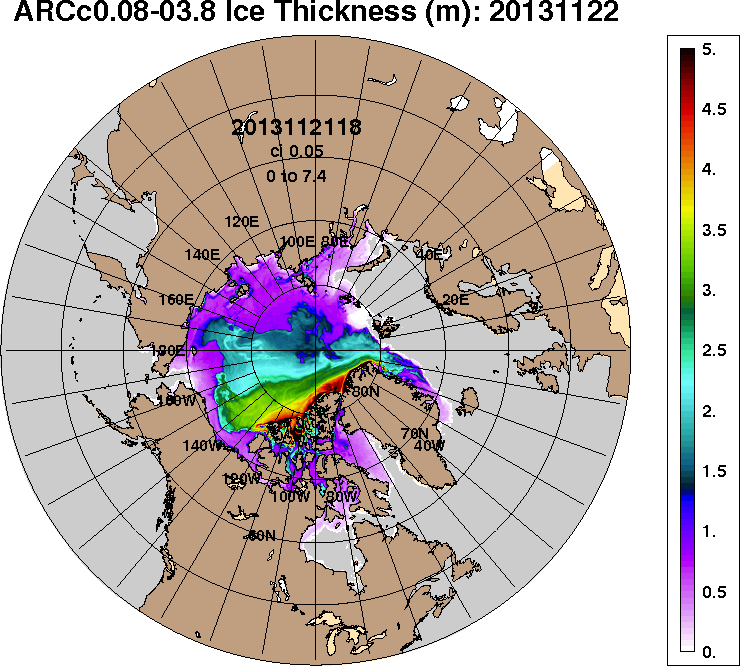 ARCc0.08-03.8 Ice Thickness (m): 20131122
2013112118
ci 0.05
0 to 7.4
120E
100E 80E
140E
40E
160E
20E
180E
160W
80N
140W
70N
40W
120W
100W 80W
60N
5.
4.5
4.
3.5
3.
2.5
2.
1.5
1.
0.5
0.